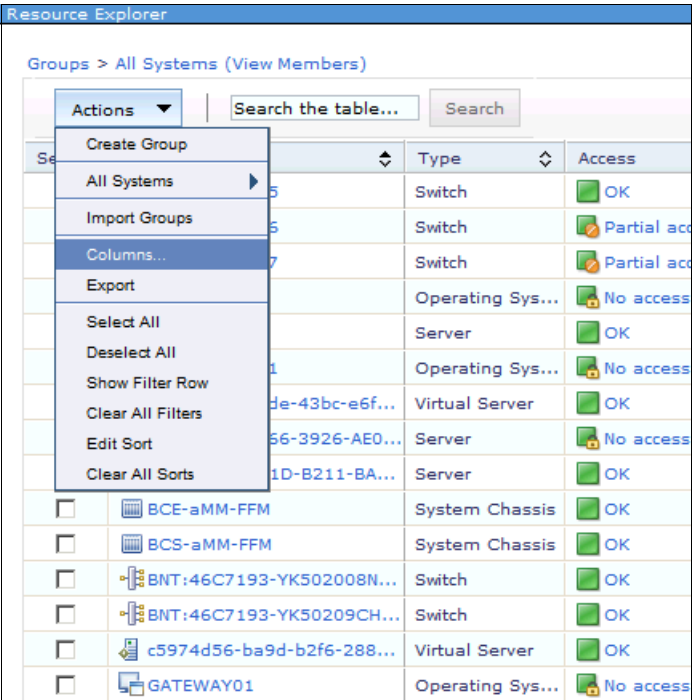 Resource Explorer
Groups > All Systems (View Members)
Actions Search the table... Search
Create Group
Se Type Access
All Systems 5 Switch OK
Import Groups 6 Switch Partial acc
Columns... 7 Switch Partial acc
Export Operating Sys... No access
Select All Server OK
Deselect All 1 Operating Sys... No access
Show Filter Row
Clear All Filters de-43bc-e6f... Virtual Server OK
Edit Sort 66-3926-AE0... Server No access
Clear All Sorts 1D-B211-BA... Server OK
BCE-aMM-FFM System Chassis OK
BCS-aMM-FFM System Chassis OK
BNT:46C7193-YK502008N... Switch OK
BNT:46C7193-YK50209CH... Switch OK
c5974d56-ba9d-b2f6-288... Virtual Server OK
GATEWAY01 Operating Sys... No access